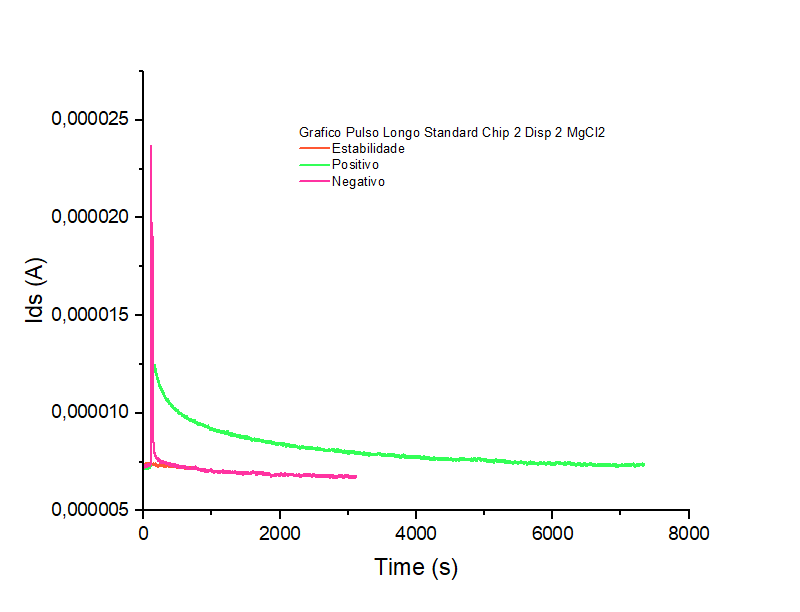 Grafico Pulso Longo Standard Chip 2 Disp 2 MgCl2
Estabilidade
Positivo
Negativo
Ids (A)
0,000025
0,000020
0,000015
0,000010
0,000005
0 2000 4000 6000 8000
Time (s)